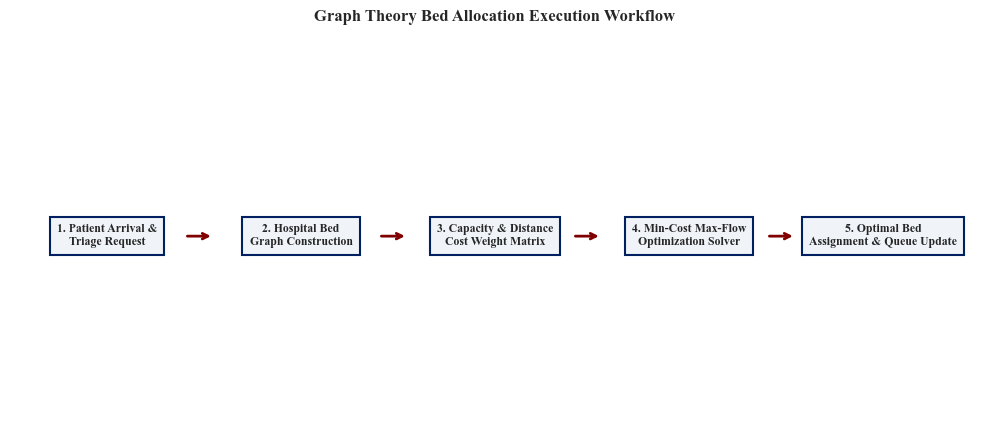 Graph Theory Bed Allocation Execution Workflow
1. Patient Arrival &
Triage Request
2. Hospital Bed
Graph Construction
3. Capacity & Distance
Cost Weight Matrix
4. Min-Cost Max-Flow
Optimization Solver
5. Optimal Bed
Assignment & Queue Update